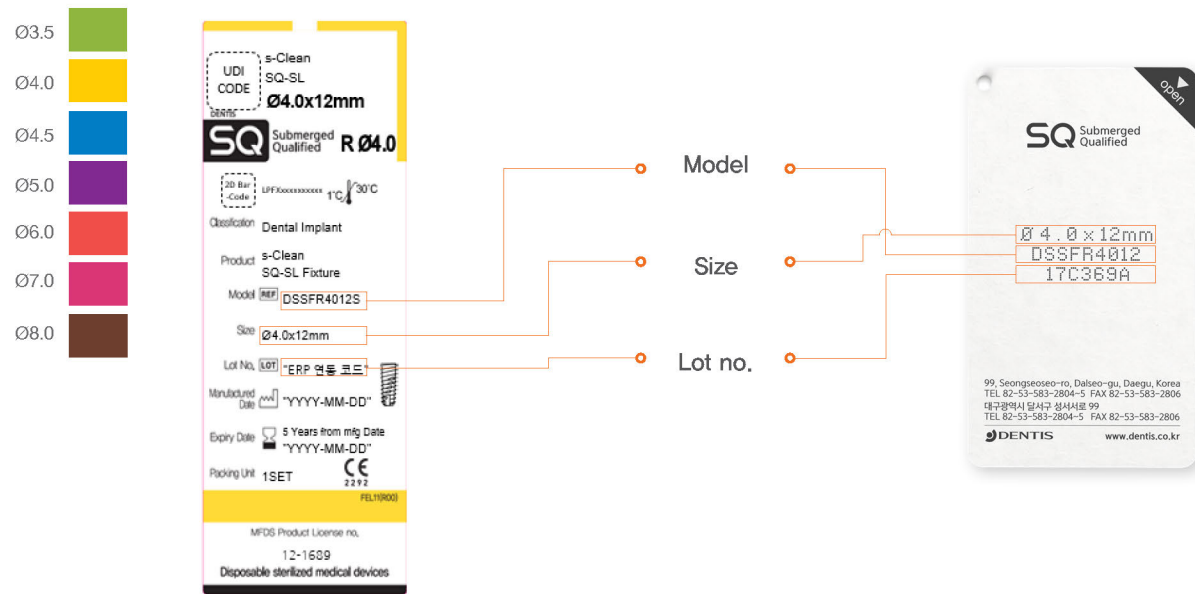 Ø3.5
Ø4.0
Ø4.5
Ø5.0
Ø6.0
Ø7.0
Ø8.0
UDI
CODE
s-Clean
SQ-SL
Ø4.0x12mm
DENTIS
SQ Submerged
Qualified
R Ø4.0
2D Bar
-Code
LPFXxxxxxxxxxx
1°C
30°C
Classification Dental Implant
Product s-Clean
SQ-SL Fixture
Model REF DSSFR4012S
Size Ø4.0x12mm
Lot No, LOT "ERP 연동 코드"
Manufactured
Date "YYYY-MM-DD"
Expiry Date 5 Years from mfg Date
"YYYY-MM-DD"
Packing Unit 1SET
CE
2292
FEL11(R00)
MFDS Product License no,
12-1689
Disposable sterilized medical devices
Model
Size
Lot no.
open
SQ Submerged
Qualified
Ø4.0x12mm
DSSFR4012
17C369A
99, Seongseoseo-ro, Dalseo-gu, Daegu, Korea
TEL 82-53-583-2804-5 FAX 82-53-583-2806
대구광역시 달서구 성서서로 99
TEL 82-53-583-2804-5 FAX 82-53-583-2806
DENTIS www.dentis.co.kr